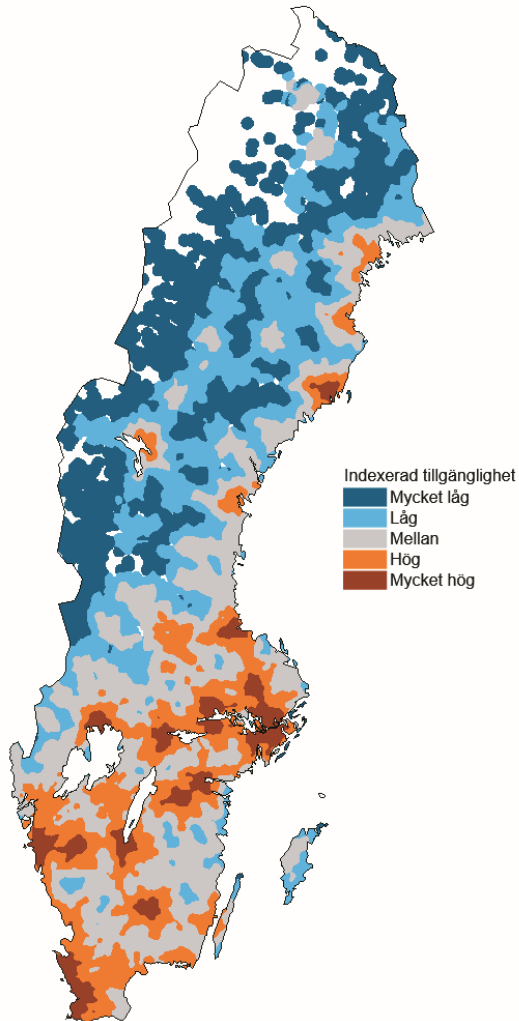 Indexerad tillgänglighet
Mycket låg
Låg
Mellan
Hög
Mycket hög